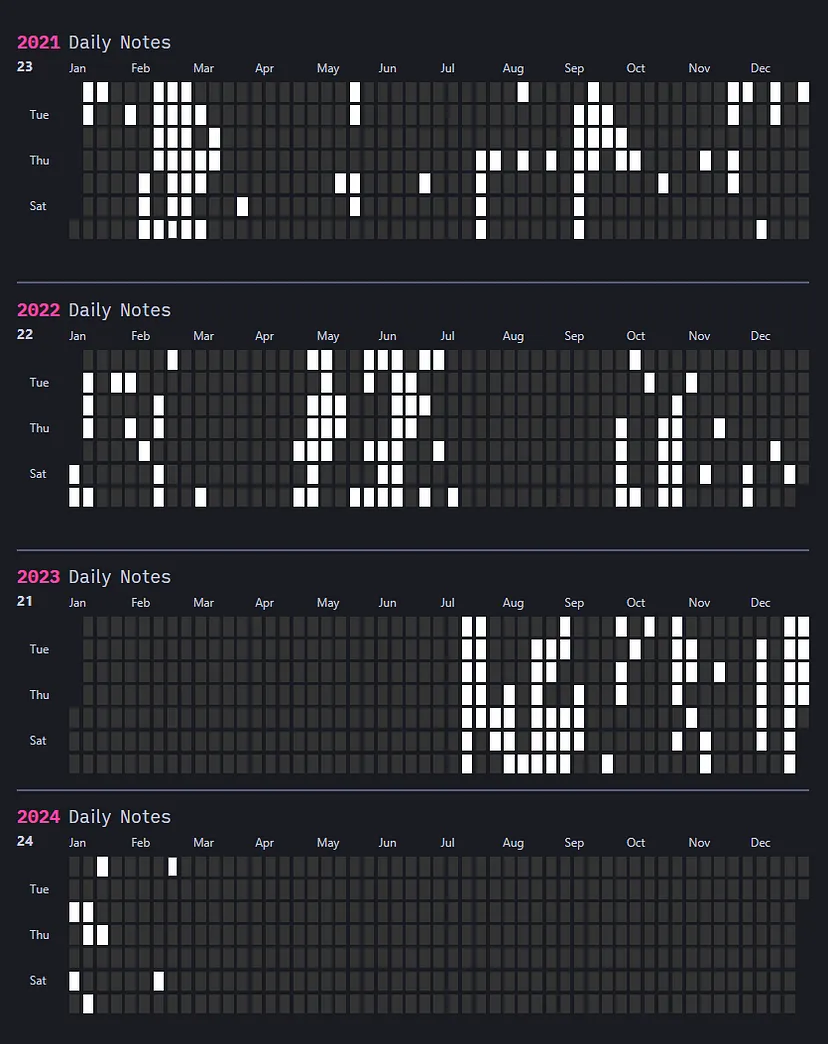 2021 Daily Notes
23 Jan Feb Mar Apr May Jun Jul Aug Sep Oct Nov Dec
Tue
Thu
Sat
2022 Daily Notes
22 Jan Feb Mar Apr May Jun Jul Aug Sep Oct Nov Dec
Tue
Thu
Sat
2023 Daily Notes
21 Jan Feb Mar Apr May Jun Jul Aug Sep Oct Nov Dec
Tue
Thu
Sat
2024 Daily Notes
24 Jan Feb Mar Apr May Jun Jul Aug Sep Oct Nov Dec
Tue
Thu
Sat